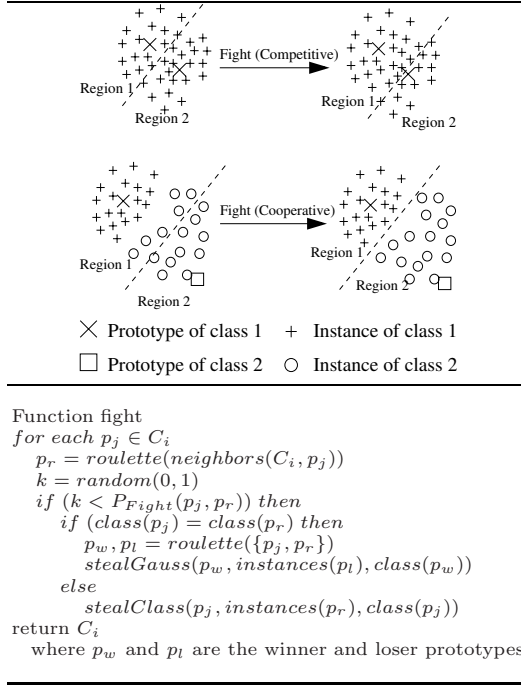 Fight (Competitive)
Region 1
Region 2
Region 1
Region 2
Fight (Cooperative)
Region 1
Region 2
Region 1
Region 2
Prototype of class 1
Instance of class 1
Prototype of class 2
Instance of class 2
Function fight
for each p_j ∈ C_i
p_r = roulette(neighbors(C_i, p_j))
k = random(0, 1)
if (k < P_{Fight}(p_j, p_r)) then
if (class(p_j) = class(p_r) then
p_w, p_l = roulette({p_j, p_r})
stealGauss(p_w, instances(p_l), class(p_w))
else
stealClass(p_j, instances(p_r), class(p_j))
return C_i
where p_w and p_l are the winner and loser prototypes